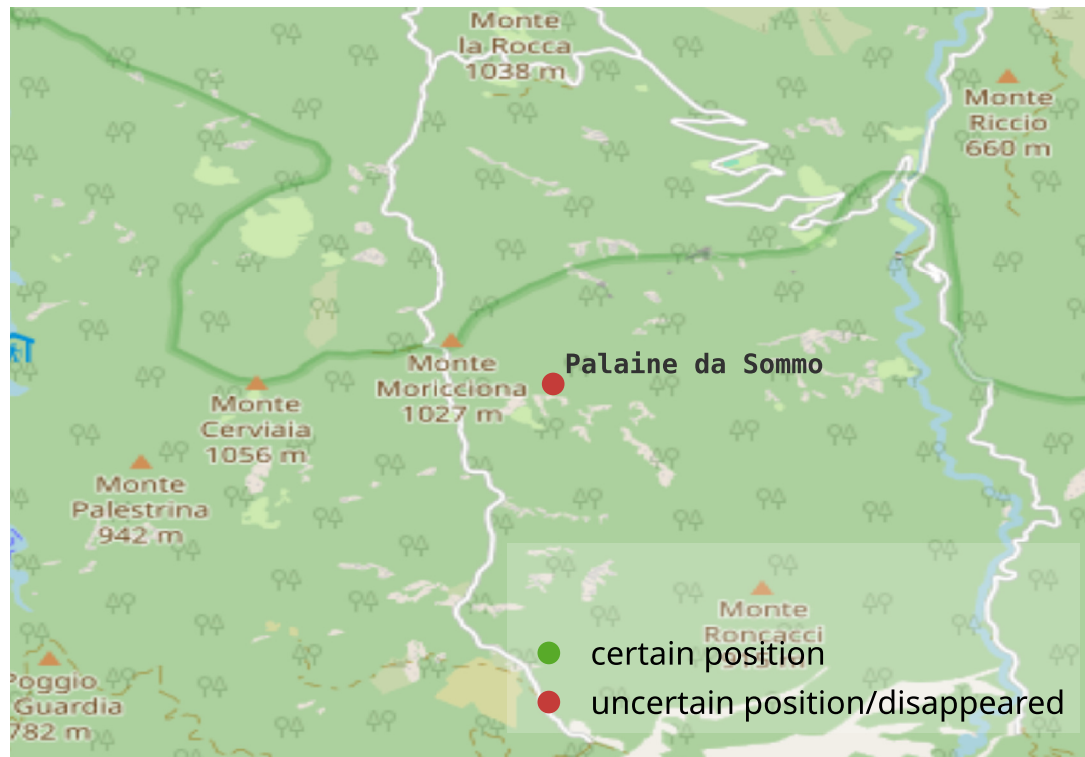 Monte
la Rocca
1038 m
Monte
Riccio
660 m
Palaine da Sommo
Monte
Moricciona
1027 m
Monte
Cerviaia
1056 m
Monte
Palestrina
942 m
Monte
Roncacci
certain position
Poggio
Guardia
782 m
uncertain position/disappeared